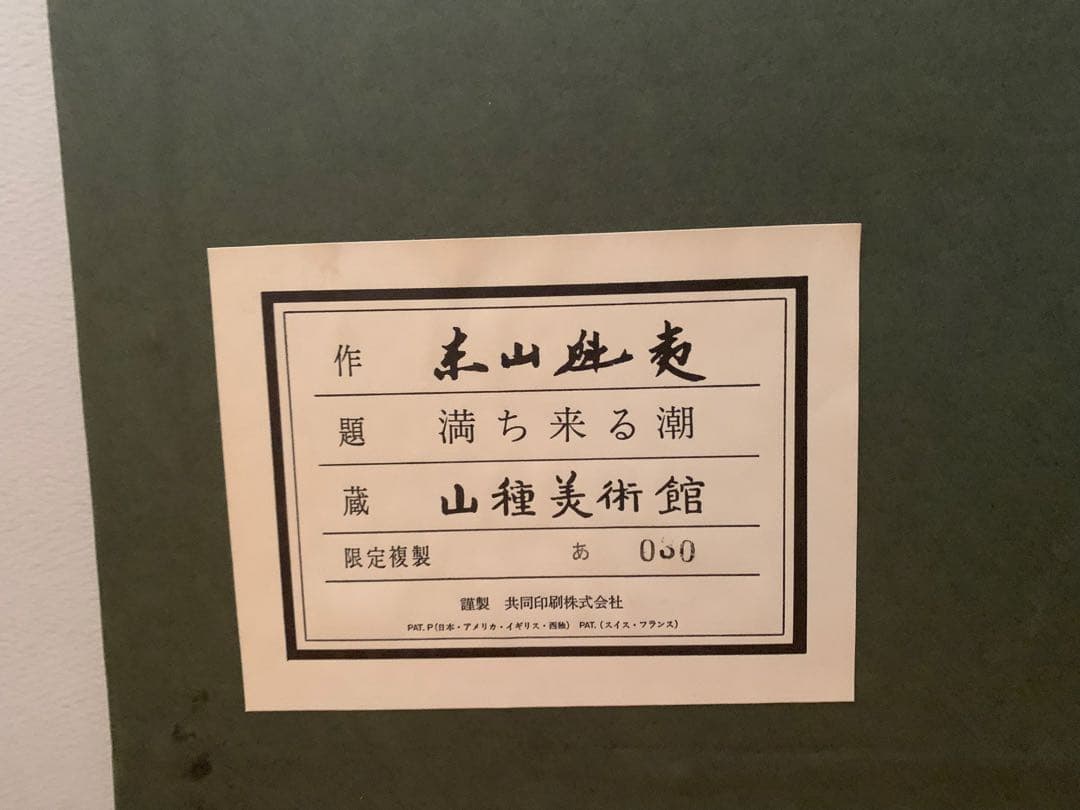 作 東山魁夷
題 満ち来る潮
蔵 山種美術館
限定複製 あ
謹製 共同印刷株式会社
PAT. P(日本・アメリカ・イギリス・西独) PAT. (スイス・フランス)